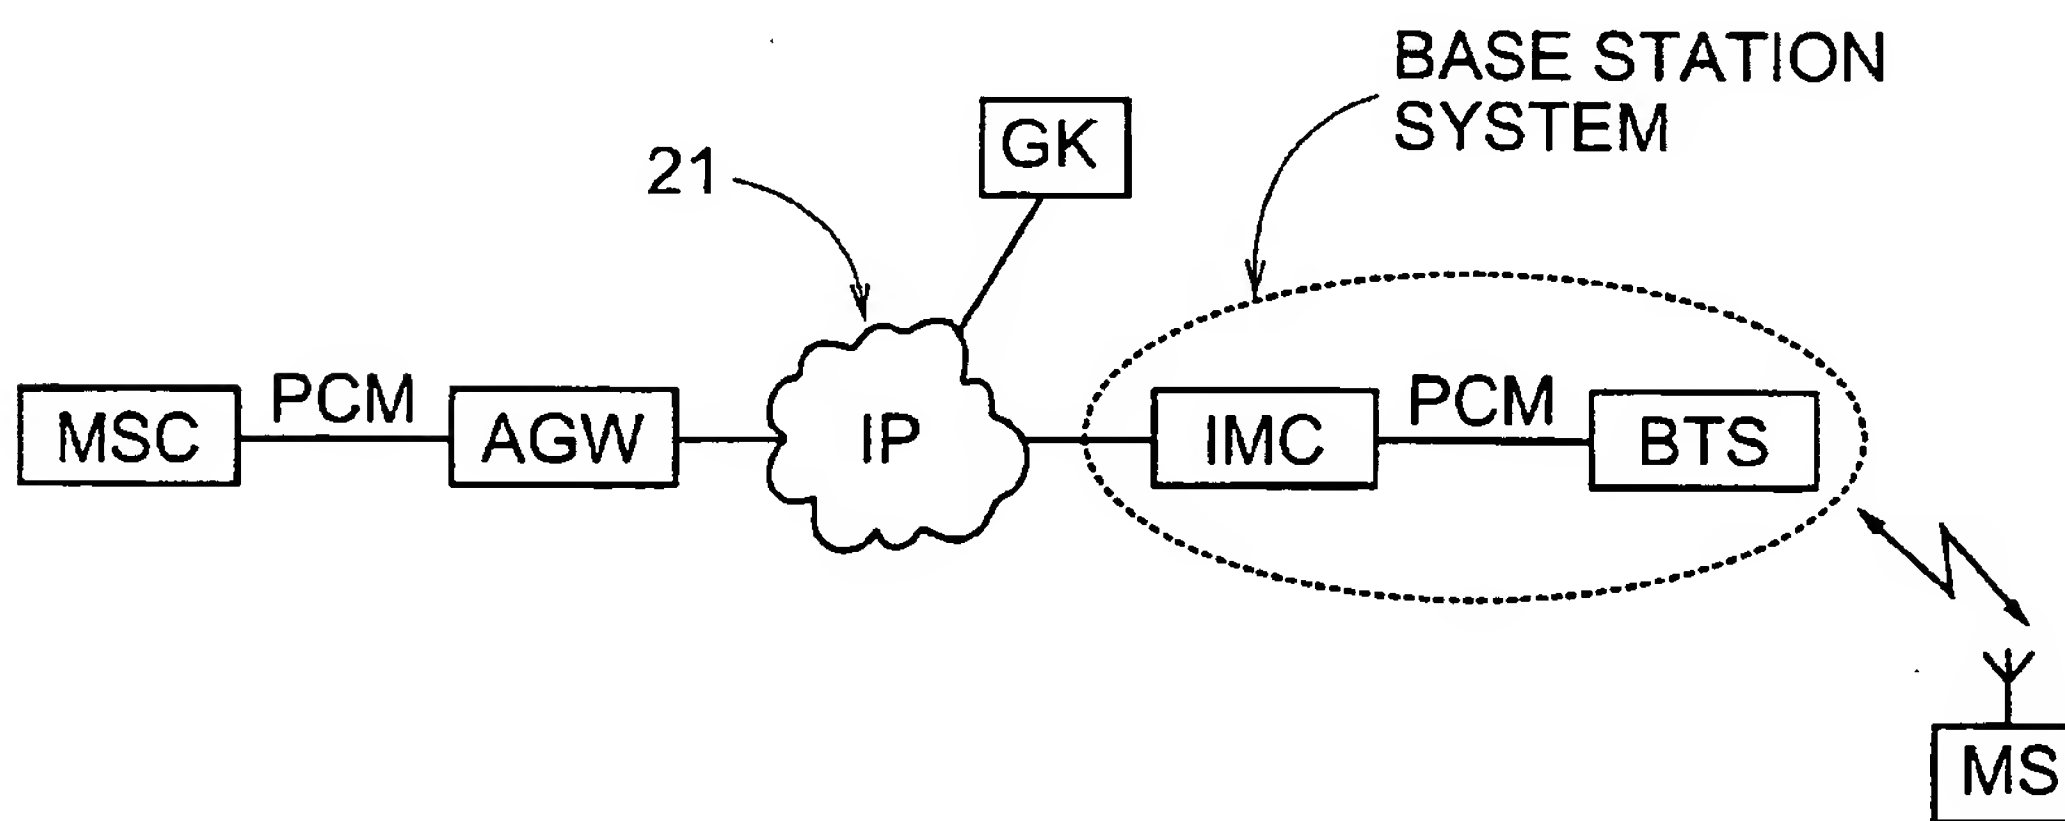 BASE STATION
SYSTEM
GK
21
MSC
PCM
AGW
IP
IMC
PCM
BTS
MS